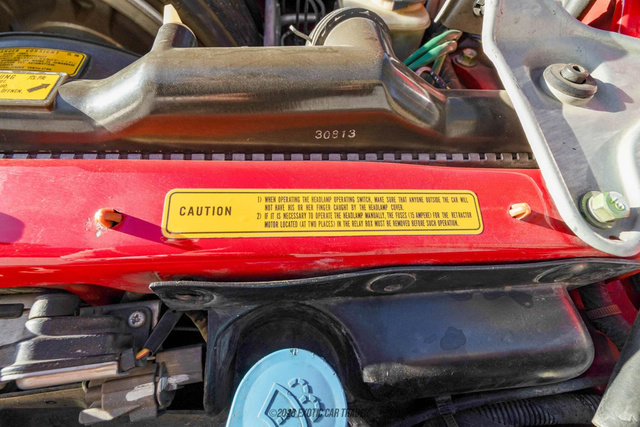 30813
CAUTION
1) WHEN OPERATING THE HEADLAMP OPERATING SWITCH, MAKE SURE THAT ANYONE OUTSIDE THE CAR WILL
NOT HAVE HIS OR HER FINGER CAUGHT BY THE HEADLAMP COVER.
2) IF IT IS NECESSARY TO OPERATE THE HEADLAMP MANUALLY, THE FUSES (15 AMPERE) FOR THE RETRACTOR
MOTOR LOCATED (AT TWO PLACES) IN THE RELAY BOX MUST BE REMOVED BEFORE SUCH OPERATION.
EXOTIC CAR